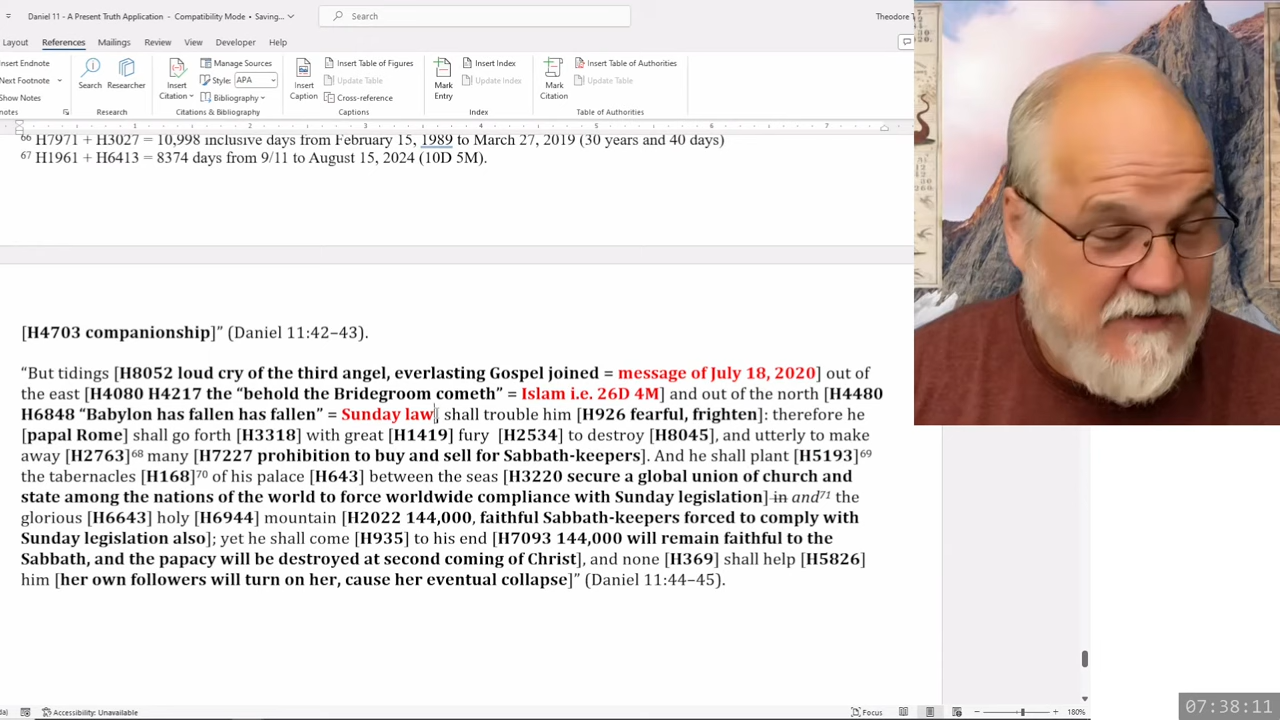 Daniel 11 - A Present Truth Application • Compatibility Mode • Saving...
Search
Theodore T
Layout References Mailings Review View Developer Help
Insert Endnote
Next Footnote
Show Notes
Search
Researcher
Research
Insert Citation
Manage Sources
Style: APA
Bibliography
Citations & Bibliography
Insert Caption
Insert Table of Figures
Update Table
Cross-reference
Captions
Mark Entry
Insert Index
Update Index
Index
Mark Citation
Insert Table of Authorities
Update Table
Table of Authorities
1 2 3 4 5 6 7
66 H7971 + H3027 = 10,998 inclusive days from February 15, 1989 to March 27, 2019 (30 years and 40 days)
67 H1961 + H6413 = 8374 days from 9/11 to August 15, 2024 (10D 5M).
[H4703 companionship]” (Daniel 11:42–43).
“But tidings [H8052 loud cry of the third angel, everlasting Gospel joined = message of July 18, 2020] out of
the east [H4080 H4217 the “behold the Bridegroom cometh” = Islam i.e. 26D 4M] and out of the north [H4480
H6848 “Babylon has fallen has fallen” = Sunday law] shall trouble him [H926 fearful, frighten]: therefore he
[papal Rome] shall go forth [H3318] with great [H1419] fury [H2534] to destroy [H8045], and utterly to make
away [H2763]68 many [H7227 prohibition to buy and sell for Sabbath-keepers]. And he shall plant [H5193]69
the tabernacles [H168]70 of his palace [H643] between the seas [H3220 secure a global union of church and
state among the nations of the world to force worldwide compliance with Sunday legislation] in and71 the
glorious [H6643] holy [H6944] mountain [H2022 144,000, faithful Sabbath-keepers forced to comply with
Sunday legislation also]; yet he shall come [H935] to his end [H7093 144,000 will remain faithful to the
Sabbath, and the papacy will be destroyed at second coming of Christ], and none [H369] shall help [H5826]
him [her own followers will turn on her, cause her eventual collapse]” (Daniel 11:44–45).
Accessibility: Unavailable
Focus
180%
07:38:11